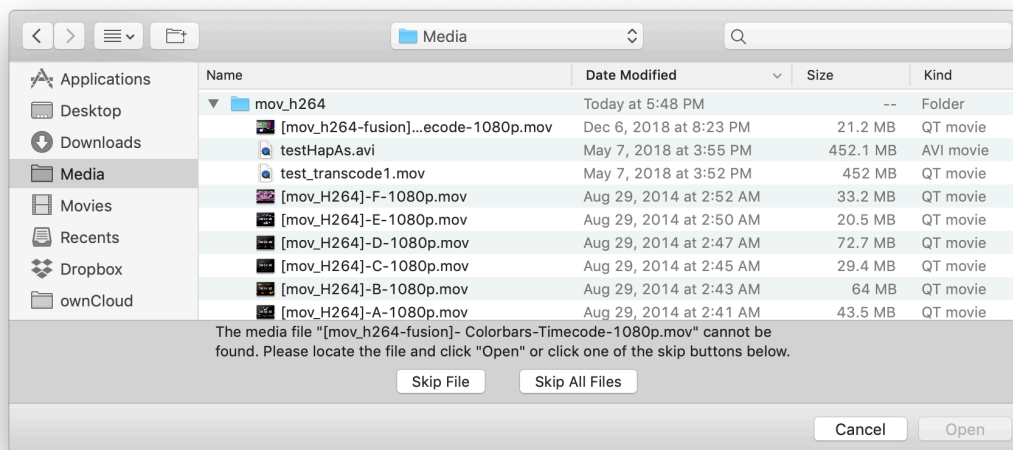 Media
Applications
Desktop
Downloads
Media
Movies
Recents
Dropbox
ownCloud
Name Date Modified Size Kind
mov_h264 Today at 5:48 PM -- Folder
[mov_h264-fusion]...ecode-1080p.mov Dec 6, 2018 at 8:23 PM 21.2 MB QT movie
testHapAs.avi May 7, 2018 at 3:55 PM 452.1 MB AVI movie
test_transcode1.mov May 7, 2018 at 3:52 PM 452 MB QT movie
[mov_H264]-F-1080p.mov Aug 29, 2014 at 2:52 AM 33.2 MB QT movie
[mov_H264]-E-1080p.mov Aug 29, 2014 at 2:50 AM 20.5 MB QT movie
[mov_H264]-D-1080p.mov Aug 29, 2014 at 2:47 AM 72.7 MB QT movie
[mov_H264]-C-1080p.mov Aug 29, 2014 at 2:45 AM 29.4 MB QT movie
[mov_H264]-B-1080p.mov Aug 29, 2014 at 2:43 AM 64 MB QT movie
[mov_H264]-A-1080p.mov Aug 29, 2014 at 2:41 AM 43.5 MB QT movie
The media file "[mov_h264-fusion]- Colorbars-Timecode-1080p.mov" cannot be
found. Please locate the file and click "Open" or click one of the skip buttons below.
Skip File Skip All Files
Cancel Open